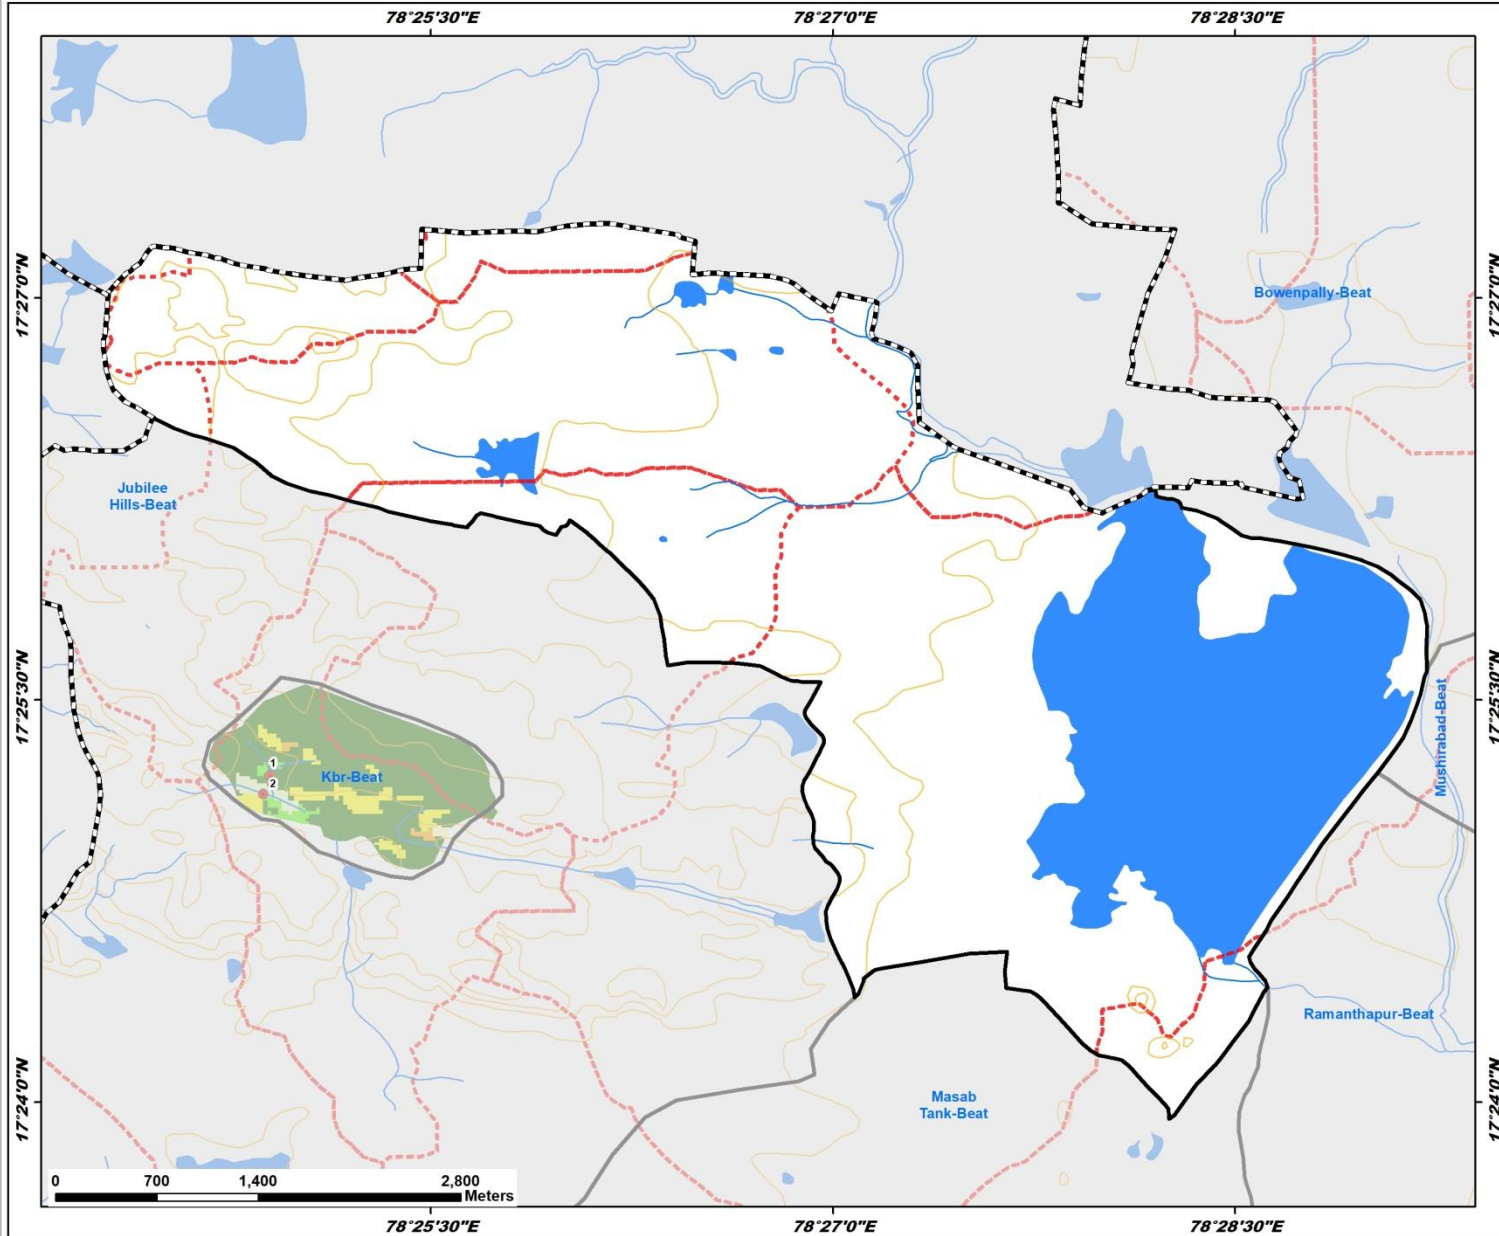 78°25'30"E 78°27'0"E 78°28'30"E
17°27'0"N
17°27'0"N
Bowenpally-Beat
Jubilee
Hills-Beat
17°25'30"N
17°25'30"N
Mushirabad-Beat
1
Kbr-Beat
2
Ramanthapur-Beat
17°24'0"N
17°24'0"N
Masab
Tank-Beat
0 700 1,400 2,800
Meters
78°25'30"E 78°27'0"E 78°28'30"E